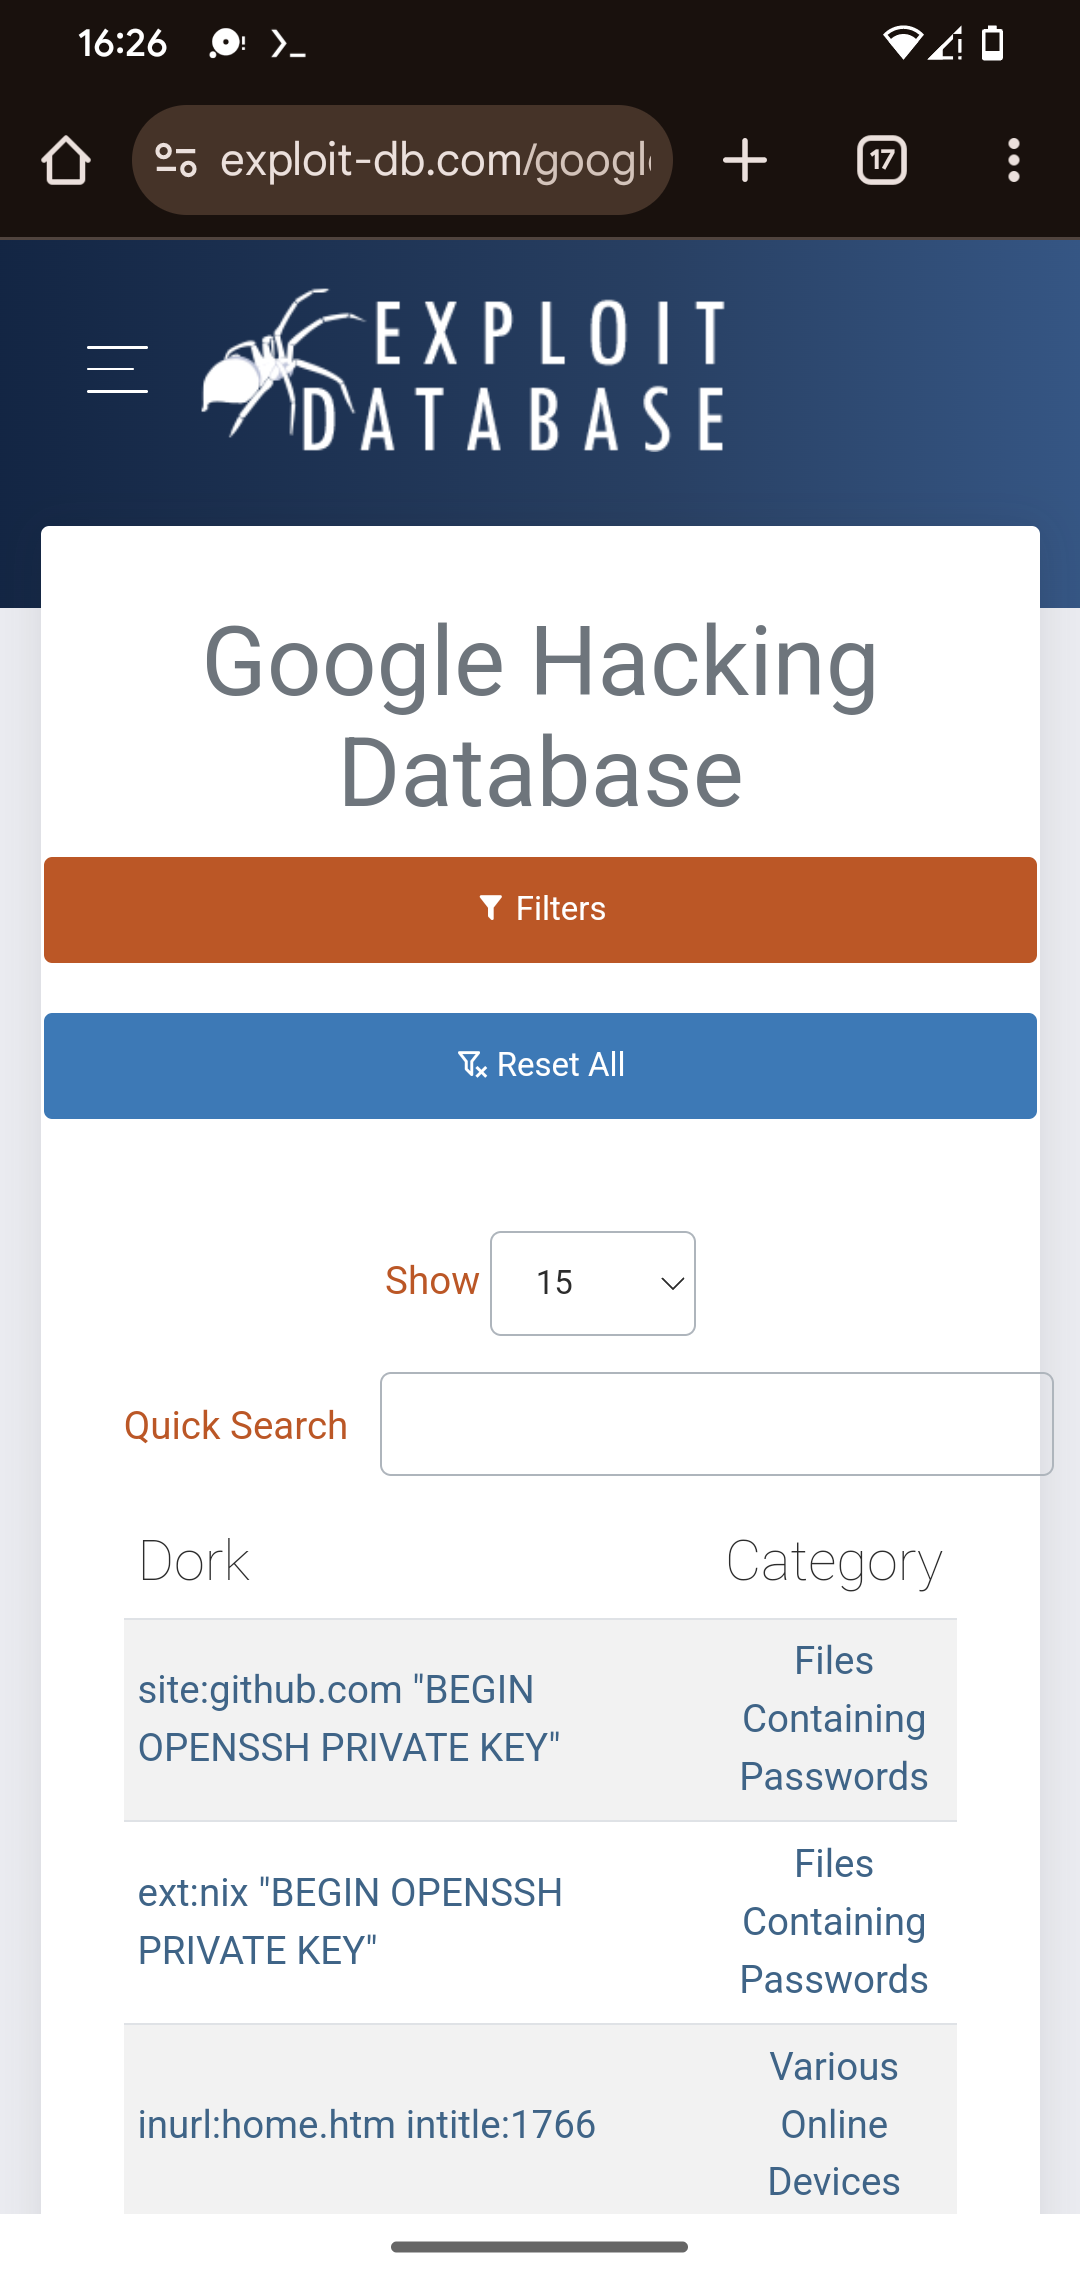 16:26
exploit-db.com/googl
17
EXPLOIT
DATABASE
Google Hacking
Database
Filters
Reset All
Show 15
Quick Search
Dork Category
site:github.com "BEGIN
OPENSSH PRIVATE KEY"
Files
Containing
Passwords
ext:nix "BEGIN OPENSSH
PRIVATE KEY"
Files
Containing
Passwords
inurl:home.htm intitle:1766
Various
Online
Devices